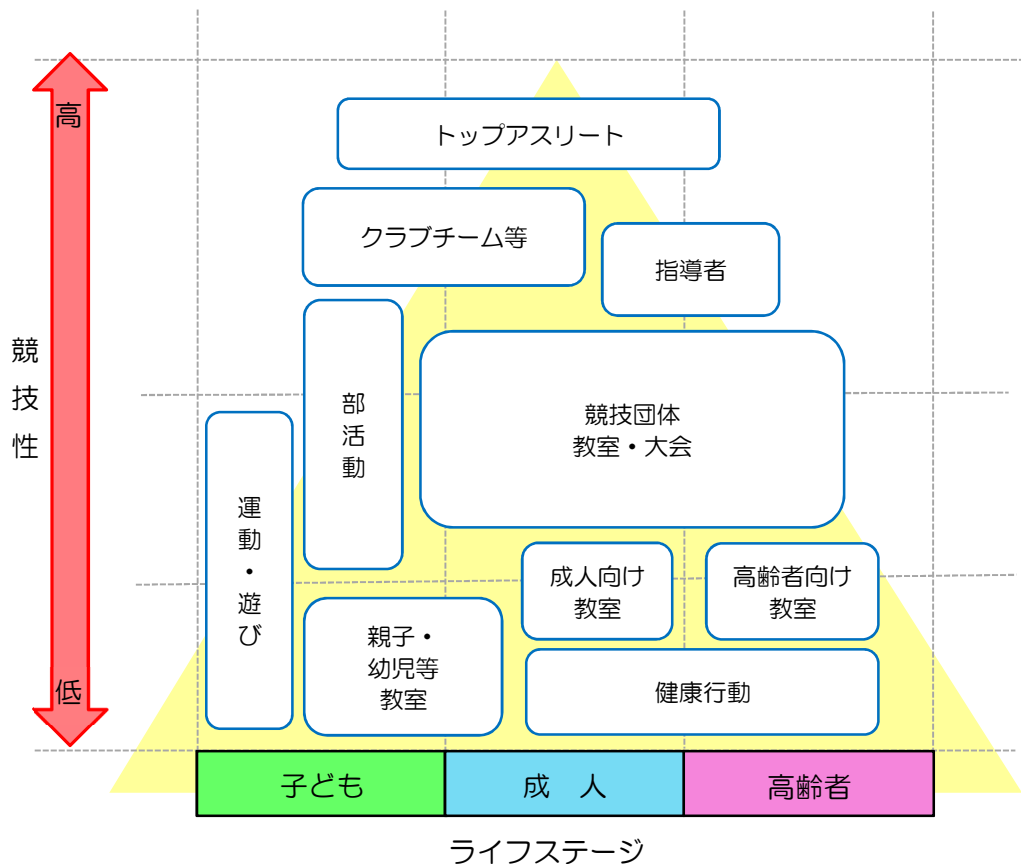 高
トップアスリート
クラブチーム等
指導者
競技性
部活動
競技団体
教室・大会
運動・遊び
成人向け
教室
高齢者向け
教室
親子・
幼児等
教室
健康行動
低
子ども
成　人
高齢者
ライフステージ